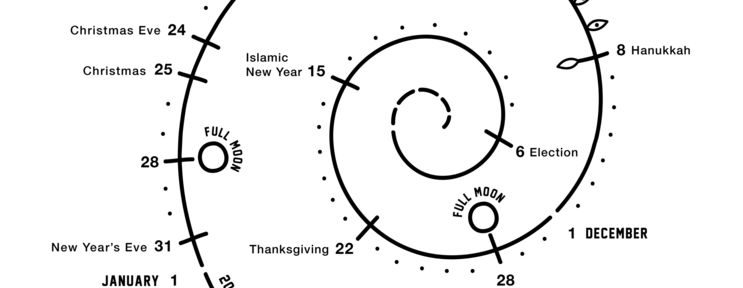 Christmas Eve 24
Christmas 25
Islamic
New Year 15
8 Hanukkah
FULL MOON
28
6 Election
FULL MOON
New Year's Eve 31
Thanksgiving 22
1 DECEMBER
JANUARY 1
20
28